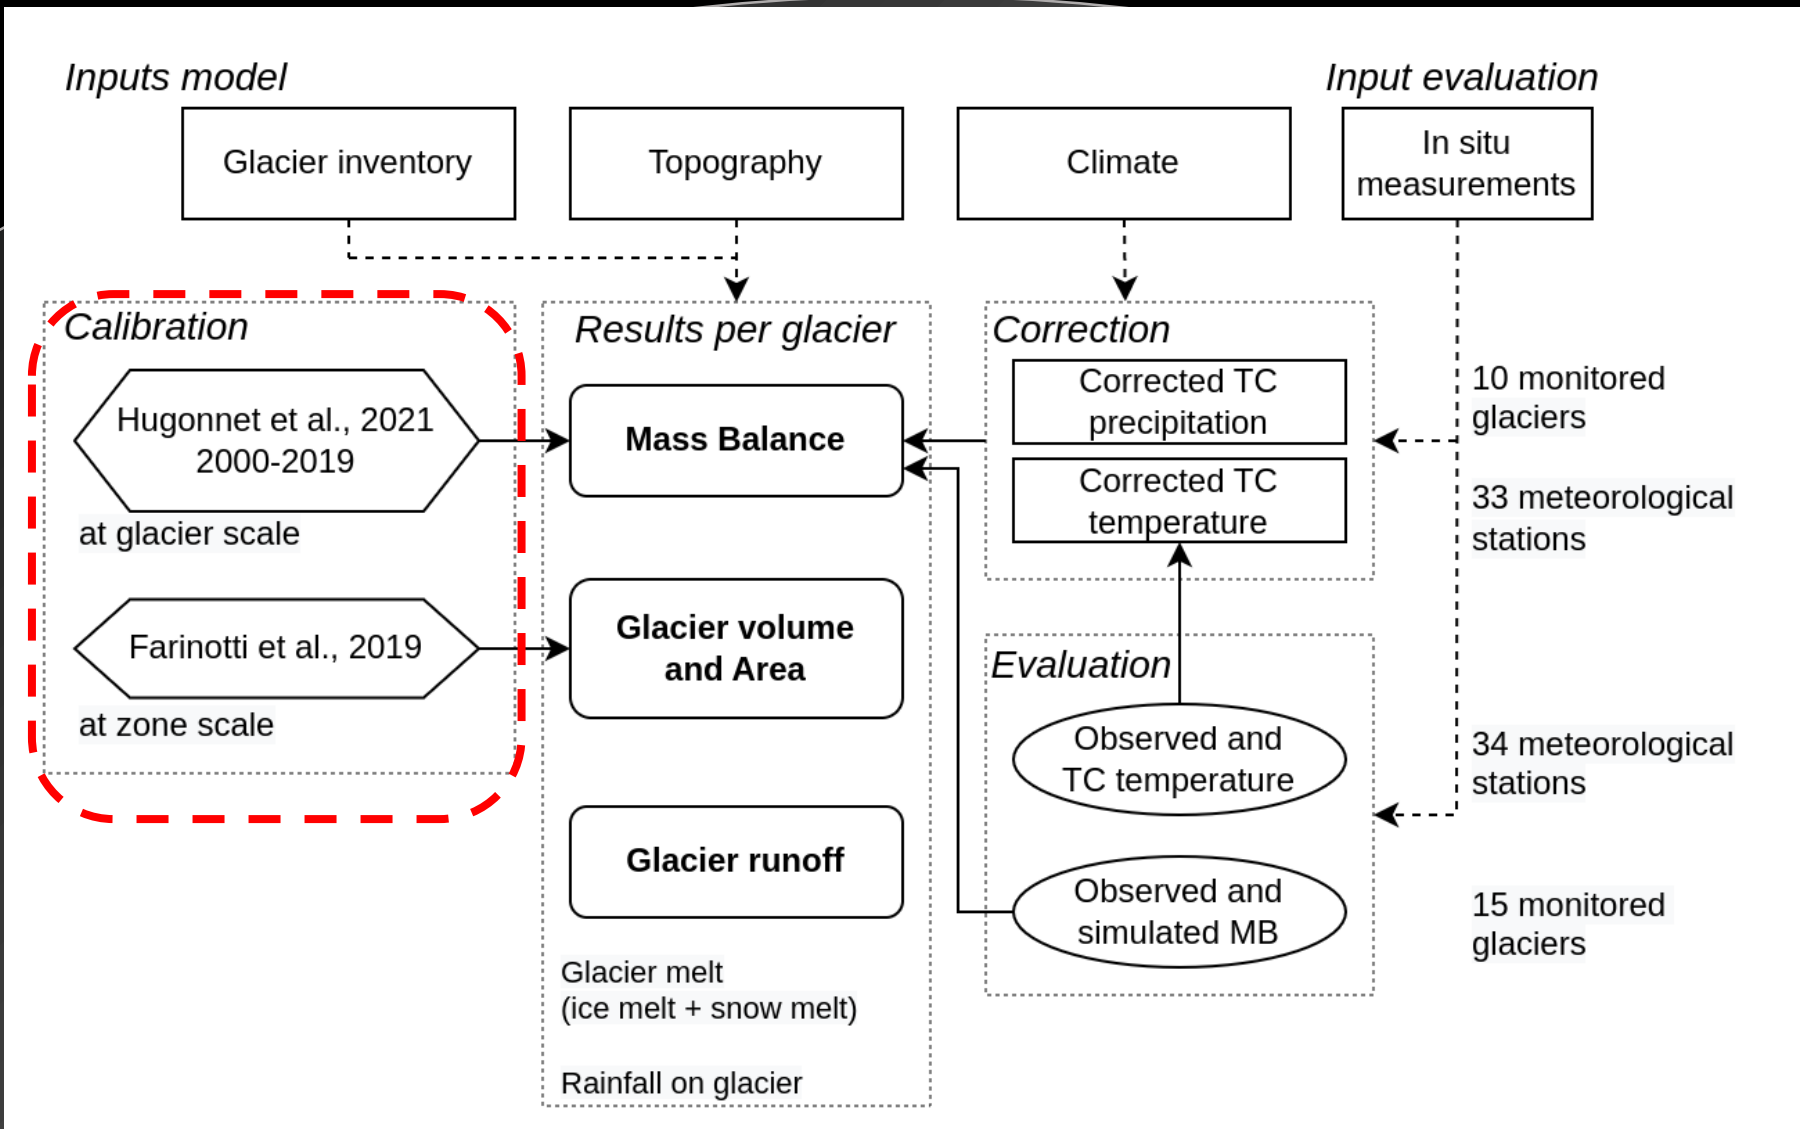 Inputs model
Input evaluation
Glacier inventory
Topography
Climate
In situ
measurements
Calibration
Hugonnet et al., 2021
2000-2019
at glacier scale
Farinotti et al., 2019
at zone scale
Results per glacier
Mass Balance
Glacier volume
and Area
Glacier runoff
Glacier melt
(ice melt + snow melt)
Rainfall on glacier
Correction
Corrected TC
precipitation
Corrected TC
temperature
Evaluation
Observed and
TC temperature
Observed and
simulated MB
10 monitored
glaciers
33 meteorological
stations
34 meteorological
stations
15 monitored
glaciers